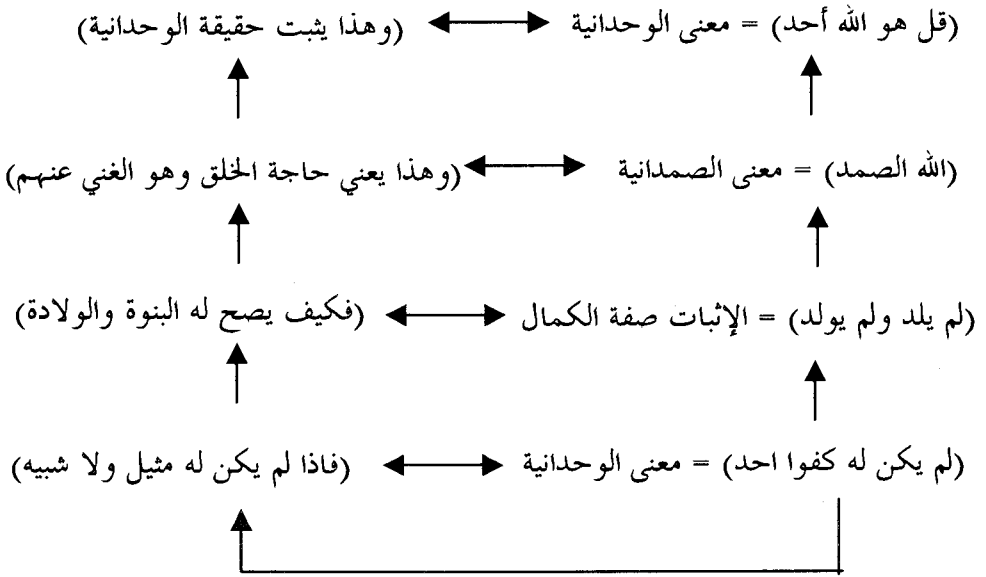 (قل هو الله أحد) = معنى الوحدانية (وهذا يثبت حقيقة الوحدانية)
(الله الصمد) = معنى الصمدانية (وهذا يعني حاجة الخلق وهو الغني عنهم)
(لم يلد ولم يولد) = الإثبات صفة الكمال (فكيف يصح له البنوة والولادة)
(لم يكن له كفوا احد) = معنى الوحدانية (فاذا لم يكن له مثيل ولا شبيه)